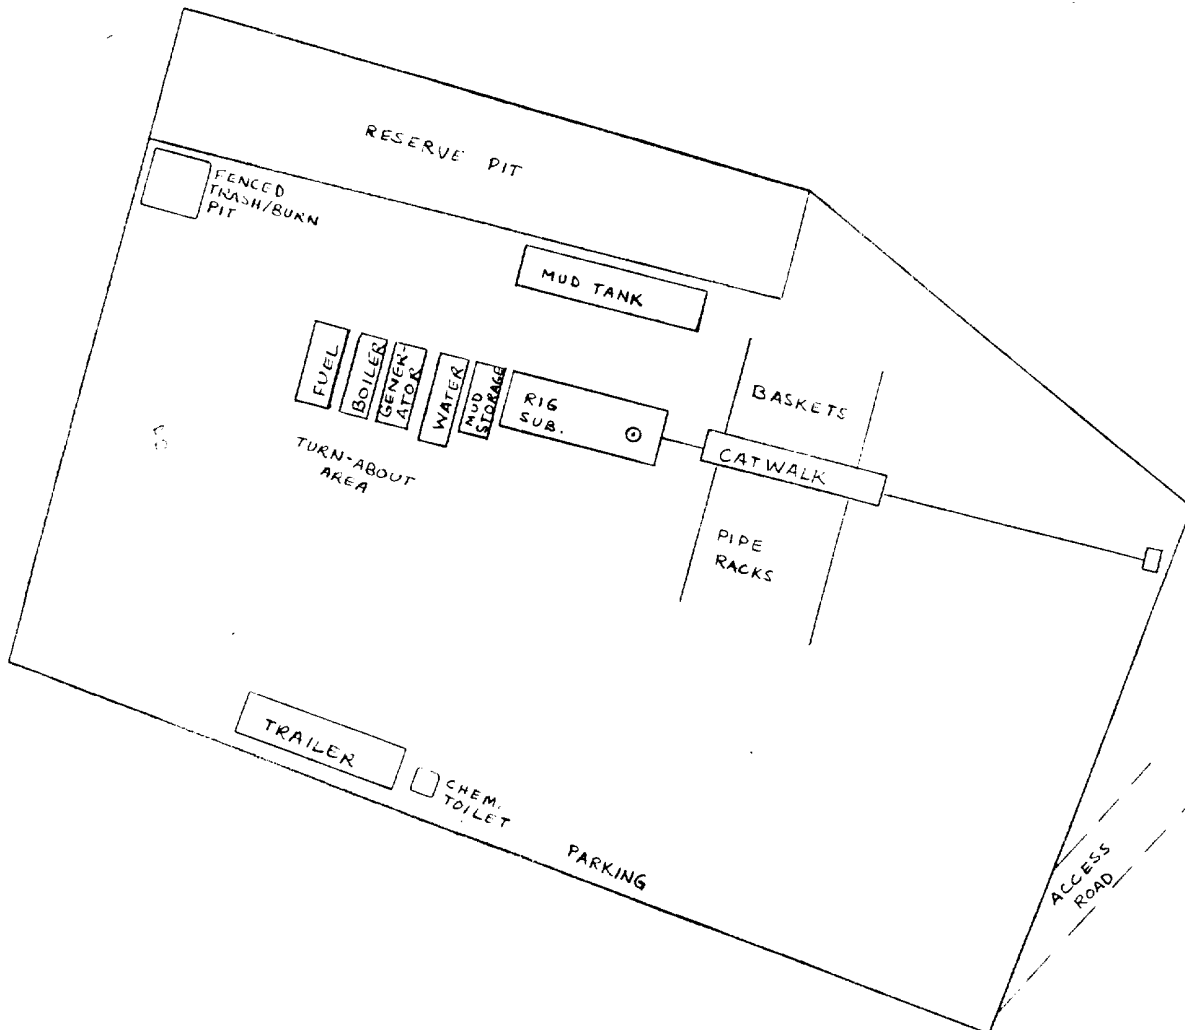 RESERVE PIT
FENCED
TRASH/BURN
PIT
MUD TANK
FUEL
BOILER
GENER-
ATOR
WATER
MUD
STORAGE
RIG
SUB.
BASKETS
CATWALK
TURN-ABOUT
AREA
PIPE
RACKS
TRAILER
CHEM.
TOILET
PARKING
ACCESS
ROAD